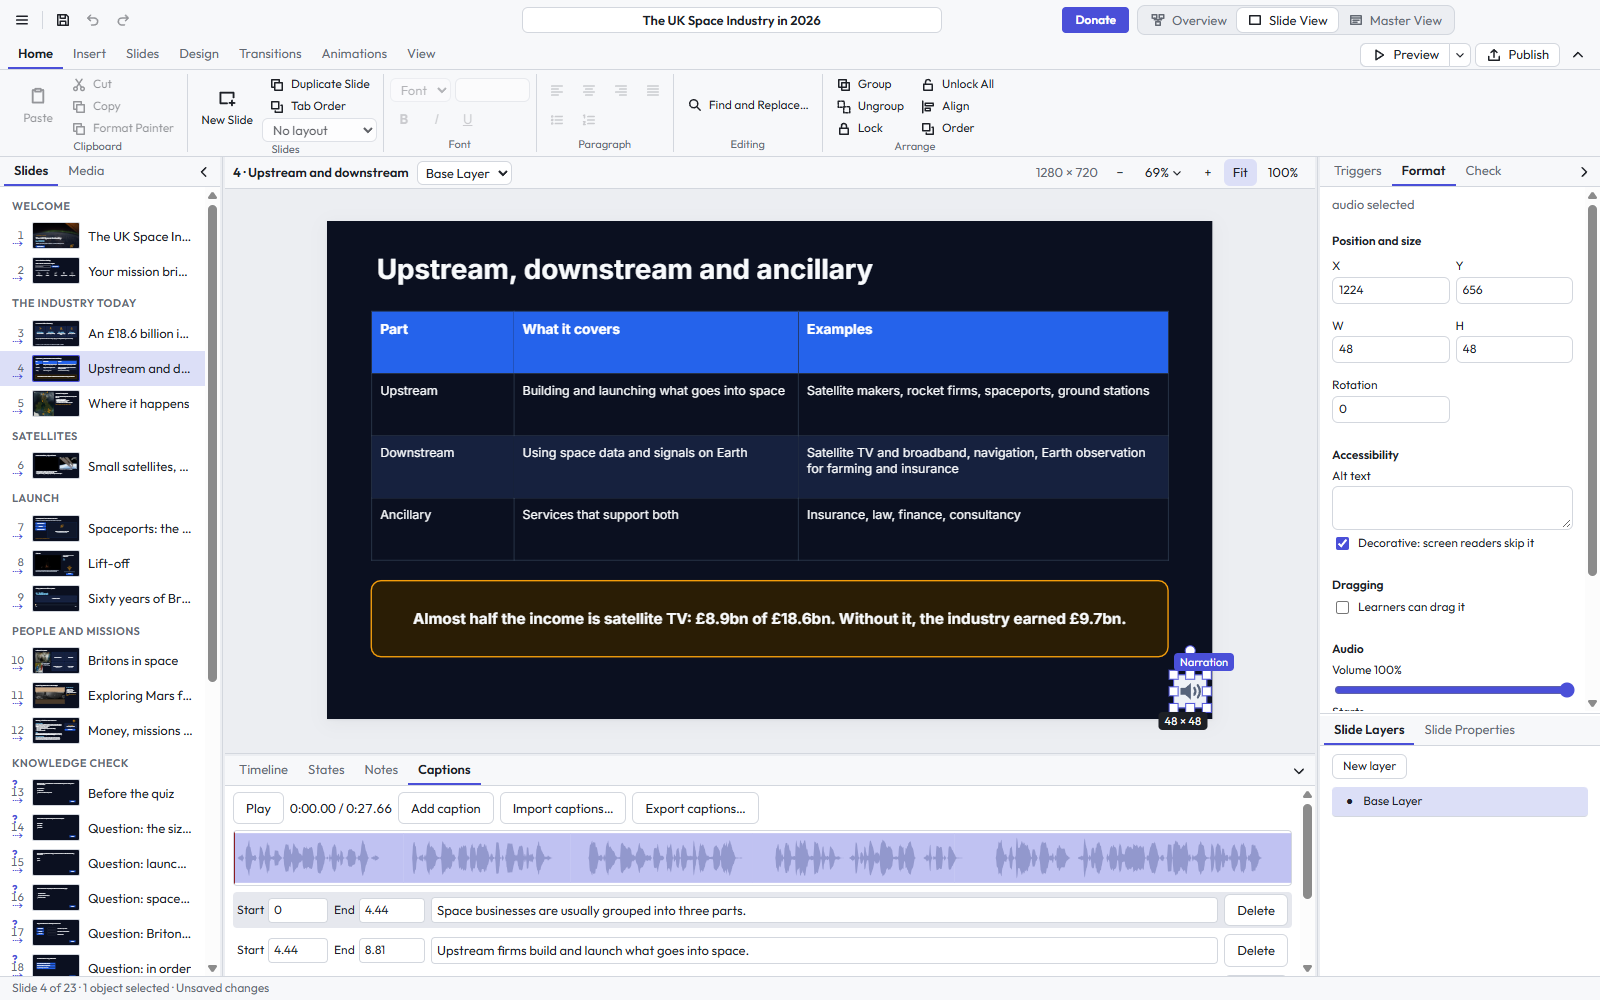 The UK Space Industry in 2026
Donate
Overview
Slide View
Master View
Home
Insert
Slides
Design
Transitions
Animations
View
Preview
Publish
Paste
Cut
Copy
Format Painter
Clipboard
New Slide
Duplicate Slide
Tab Order
No layout
Slides
Font
B I U
Font
Paragraph
Find and Replace...
Editing
Group
Ungroup
Lock
Unlock All
Align
Order
Arrange
Slides
Media
WELCOME
1 The UK Space In...
2 Your mission bri...
THE INDUSTRY TODAY
3 An £18.6 billion i...
4 Upstream and d...
5 Where it happens
SATELLITES
6 Small satellites, ...
LAUNCH
7 Spaceports: the ...
8 Lift-off
9 Sixty years of Br...
PEOPLE AND MISSIONS
10 Britons in space
11 Exploring Mars f...
12 Money, missions ...
KNOWLEDGE CHECK
? 13 Before the quiz
? 14 Question: the siz...
? 15 Question: launc...
? 16 Question: space...
? 17 Question: Briton...
? 18 Question: in order
4 · Upstream and downstream
Base Layer
1280 × 720
− 69% +
Fit
100%
Upstream, downstream and ancillary
Part What it covers Examples
Upstream Building and launching what goes into space Satellite makers, rocket firms, spaceports, ground stations
Downstream Using space data and signals on Earth Satellite TV and broadband, navigation, Earth observation
for farming and insurance
Ancillary Services that support both Insurance, law, finance, consultancy
Almost half the income is satellite TV: £8.9bn of £18.6bn. Without it, the industry earned £9.7bn.
Narration
48 × 48
Timeline
States
Notes
Captions
Play
0:00.00 / 0:27.66
Add caption
Import captions...
Export captions...
Start 0 End 4.44 Space businesses are usually grouped into three parts. Delete
Start 4.44 End 8.81 Upstream firms build and launch what goes into space. Delete
Triggers
Format
Check
audio selected
Position and size
X Y
1224 656
W H
48 48
Rotation
0
Accessibility
Alt text
Decorative: screen readers skip it
Dragging
Learners can drag it
Audio
Volume 100%
Slide Layers
Slide Properties
New layer
Base Layer
Slide 4 of 23 · 1 object selected · Unsaved changes